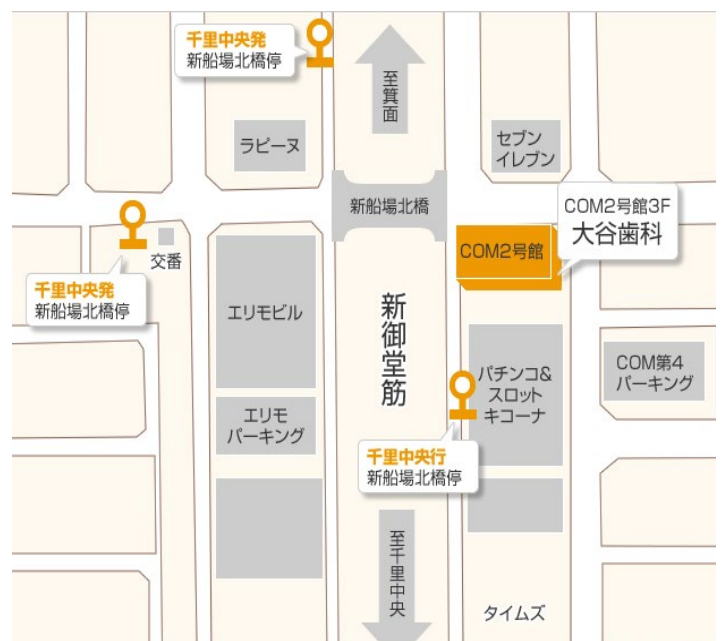 千里中央発
新船場北橋停
至箕面
ラピーヌ
セブン
イレブン
新船場北橋
COM2号館3F
大谷歯科
COM2号館
交番
千里中央発
新船場北橋停
エリモビル
新御堂筋
パチンコ&
スロット
キコーナ
COM第4
パーキング
エリモ
パーキング
千里中央行
新船場北橋停
至千里中央
タイムズ